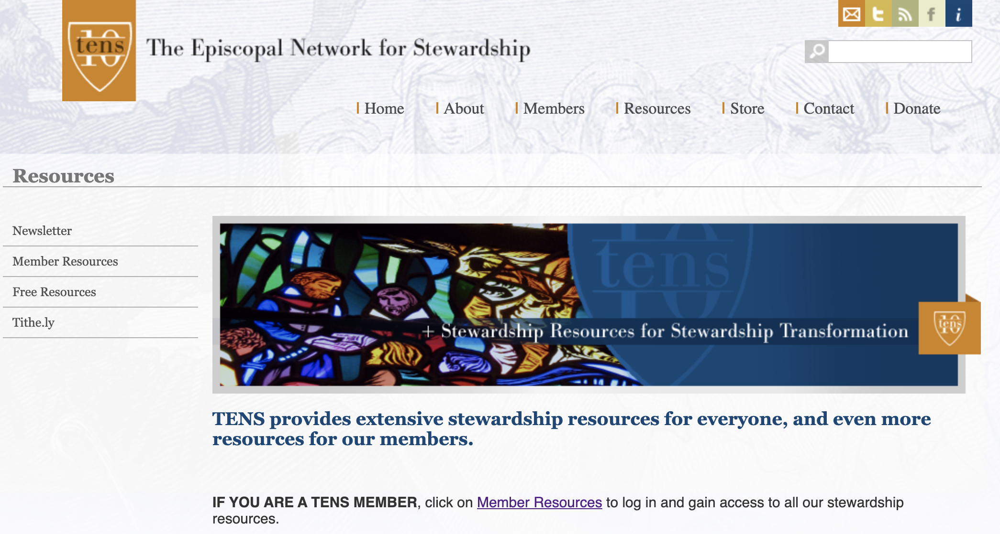 10
tens
The Episcopal Network for Stewardship
Home
About
Members
Resources
Store
Contact
Donate
Resources
Newsletter
Member Resources
Free Resources
Tithe.ly
10
tens
+ Stewardship Resources for Stewardship Transformation
10
tens
TENS provides extensive stewardship resources for everyone, and even more
resources for our members.
IF YOU ARE A TENS MEMBER, click on Member Resources to log in and gain access to all our stewardship
resources.